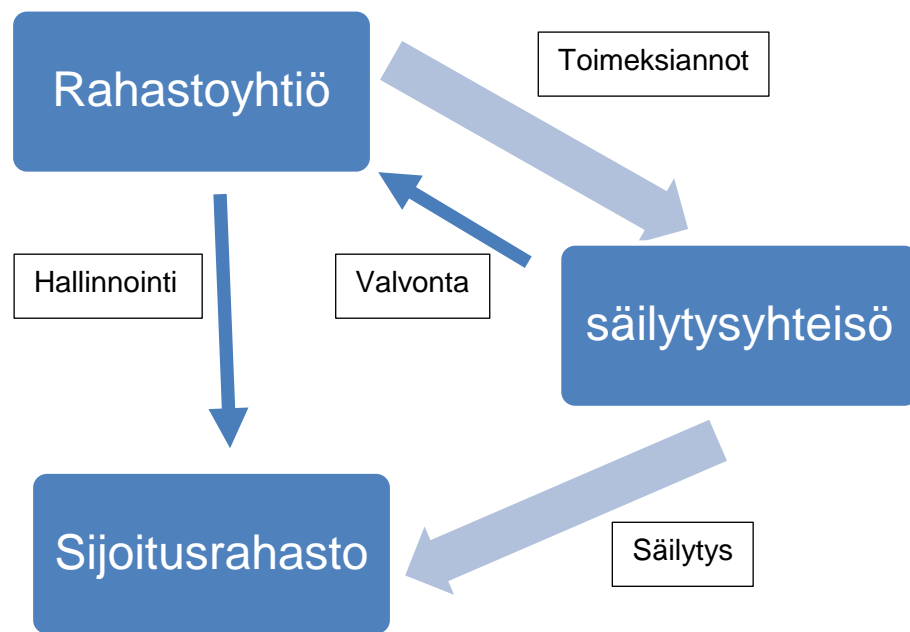 Rahastoyhtiö
Toimeksiannot
Hallinnointi
Valvonta
säilytysyhteisö
Sijoitusrahasto
Säilytys